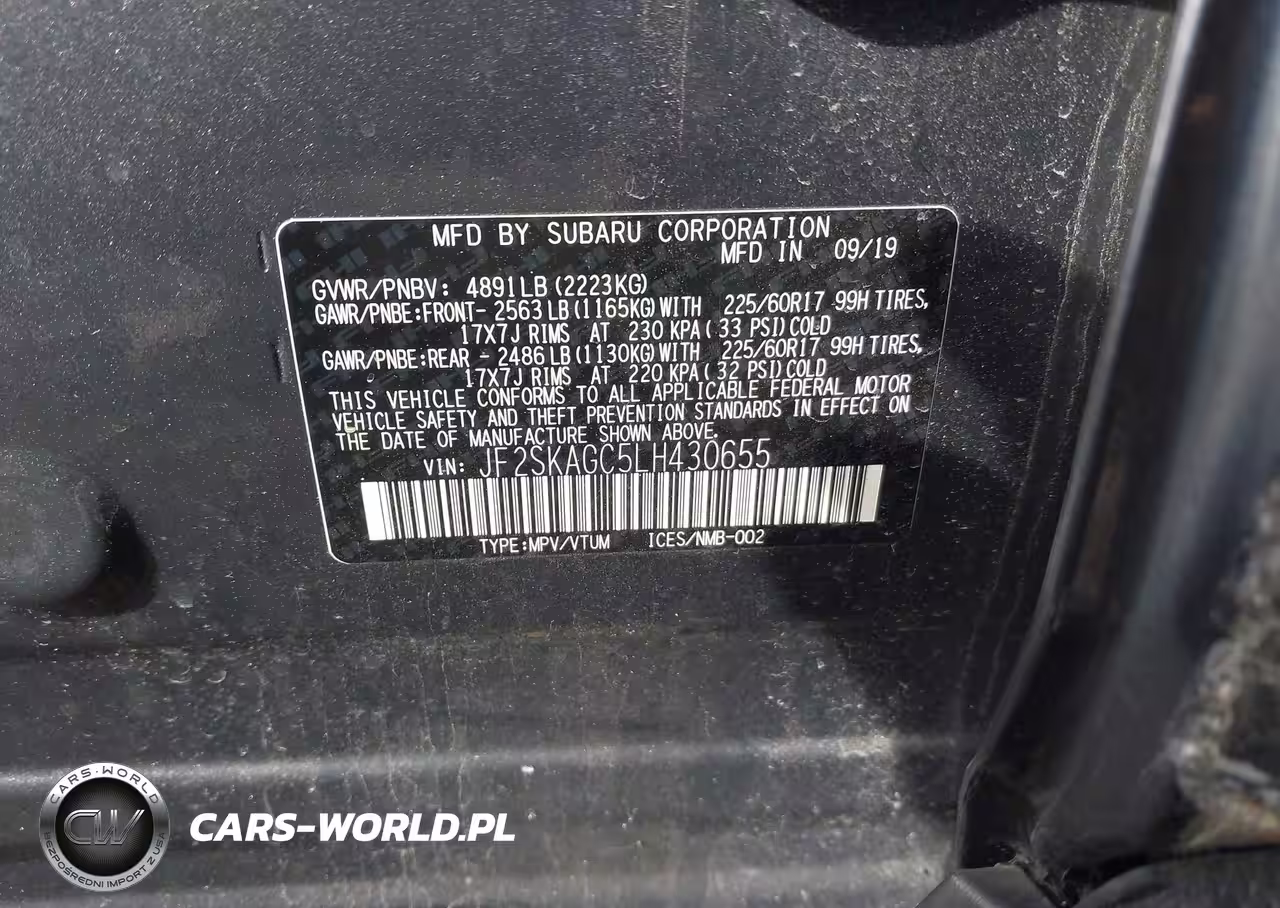 MFD BY SUBARU CORPORATION
MFD IN 09/19
GVWR/PNBV: 4891LB(2223KG)
GAWR/PNBE:FRONT- 2563LB(1165KG)WITH 225/60R17 99H TIRES,
17X7J RIMS AT 230 KPA( 33 PSI)COLD
GAWR/PNBE:REAR - 2486LB(1130KG)WITH 225/60R17 99H TIRES,
17X7J RIMS AT 220 KPA( 32 PSI)COLD
THIS VEHICLE CONFORMS TO ALL APPLICABLE FEDERAL MOTOR
VEHICLE SAFETY AND THEFT PREVENTION STANDARDS IN EFFECT ON
THE DATE OF MANUFACTURE SHOWN ABOVE.
VIN: JF2SKAGC5LH430655
TYPE:MPV/VTUM ICES/NMB-002
CARS-WORLD
CW
BEZPOŚREDNI IMPORT Z USA
CARS-WORLD.PL